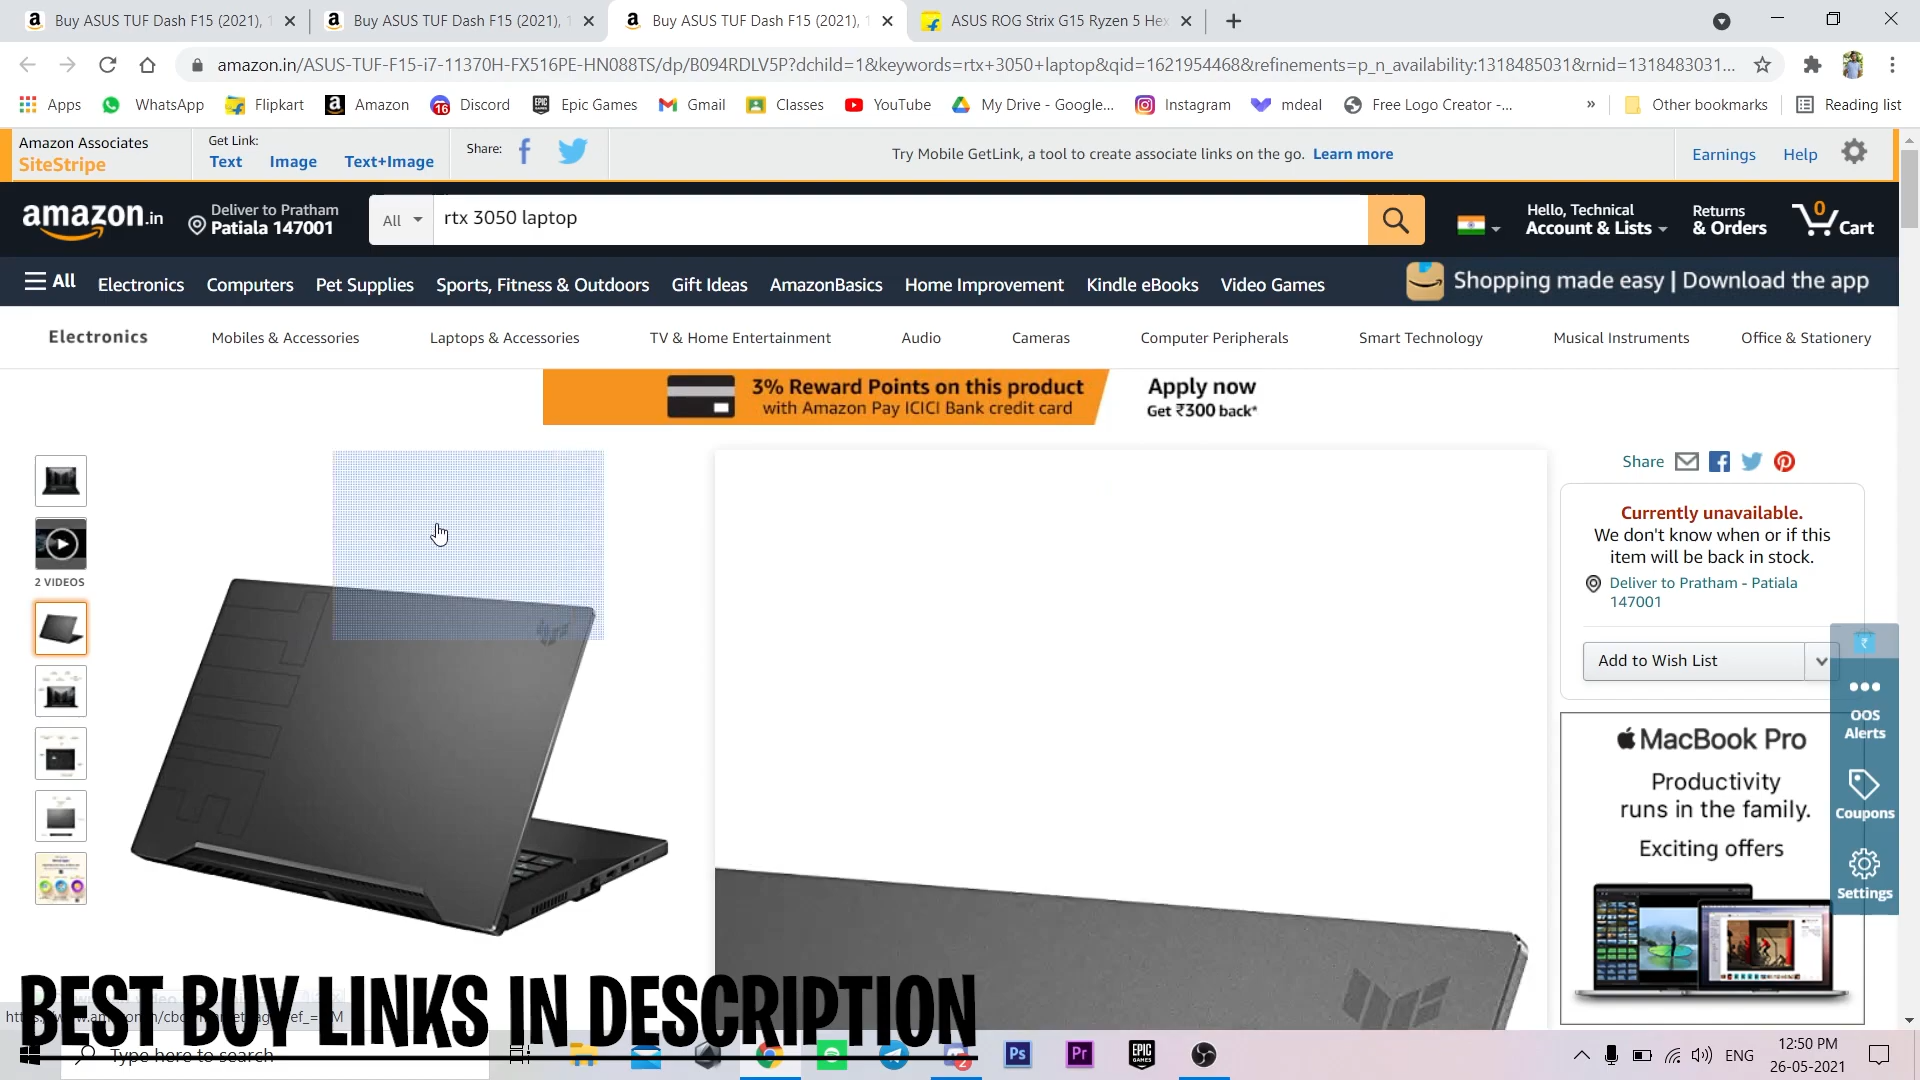 Buy ASUS TUF Dash F15 (2021), 1
Buy ASUS TUF Dash F15 (2021), 1
Buy ASUS TUF Dash F15 (2021), 1
ASUS ROG Strix G15 Ryzen 5 Hex
amazon.in/ASUS-TUF-F15-i7-11370H-FX516PE-HN088TS/dp/B094RDLV5P?dchild=1&keywords=rtx+3050+laptop&qid=1621954468&refinements=p_n_availability:1318485031&rnid=1318483031...
Apps WhatsApp Flipkart Amazon Discord Epic Games Gmail Classes YouTube My Drive - Google... Instagram mdeal Free Logo Creator -... » Other bookmarks Reading list
Amazon Associates
SiteStripe
Get Link:
Text Image Text+Image
Share:
Try Mobile GetLink, a tool to create associate links on the go. Learn more
Earnings Help
amazon.in
Deliver to Pratham
Patiala 147001
All rtx 3050 laptop
Hello, Technical
Account & Lists
Returns
& Orders
0
Cart
All Electronics Computers Pet Supplies Sports, Fitness & Outdoors Gift Ideas AmazonBasics Home Improvement Kindle eBooks Video Games
Shopping made easy | Download the app
Electronics Mobiles & Accessories Laptops & Accessories TV & Home Entertainment Audio Cameras Computer Peripherals Smart Technology Musical Instruments Office & Stationery
3% Reward Points on this product
with Amazon Pay ICICI Bank credit card
Apply now
Get ₹300 back*
2 VIDEOS
Share
Currently unavailable.
We don't know when or if this
item will be back in stock.
Deliver to Pratham - Patiala
147001
Add to Wish List
OOS
Alerts
Coupons
Settings
MacBook Pro
Productivity
runs in the family.
Exciting offers
BEST BUY LINKS IN DESCRIPTION
Type here to search
Ps
Pr
EPIC
GAMES
ENG
12:50 PM
26-05-2021